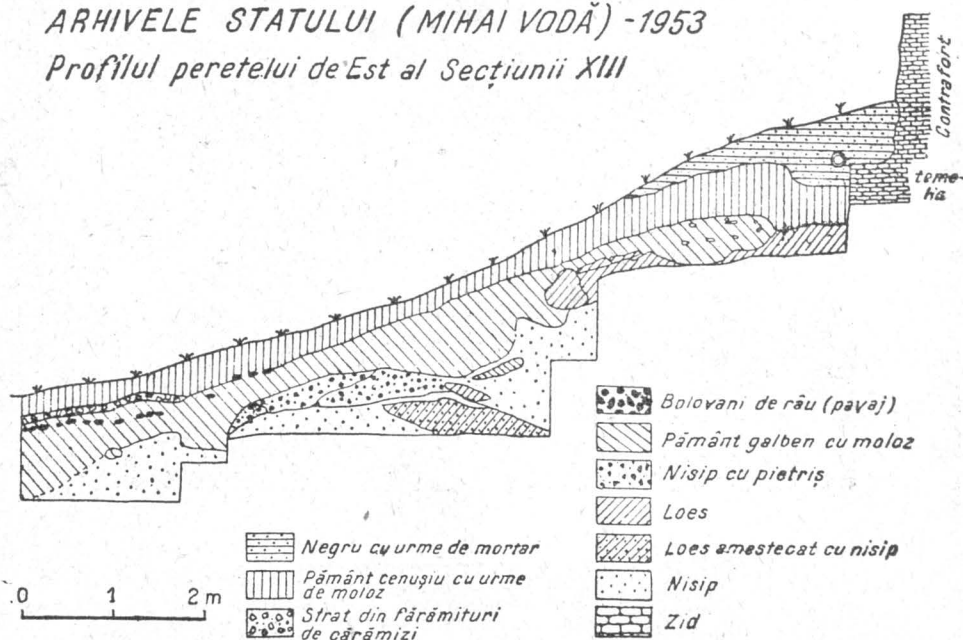 ARHIVELE STATULUI (MIHAI VODĂ) - 1953
Profilul peretelui de Est al Secțiunii XIII
Contrafort
teme-
lia
Bolovani de râu (pavaj)
Pământ galben cu moloz
Nisip cu pietriș
Loes
Loes amestecat cu nisip
Nisip
Zid
Negru cu urme de mortar
Pământ cenușiu cu urme
de moloz
Strat din fărâmituri
de cărămizi
0 1 2 m